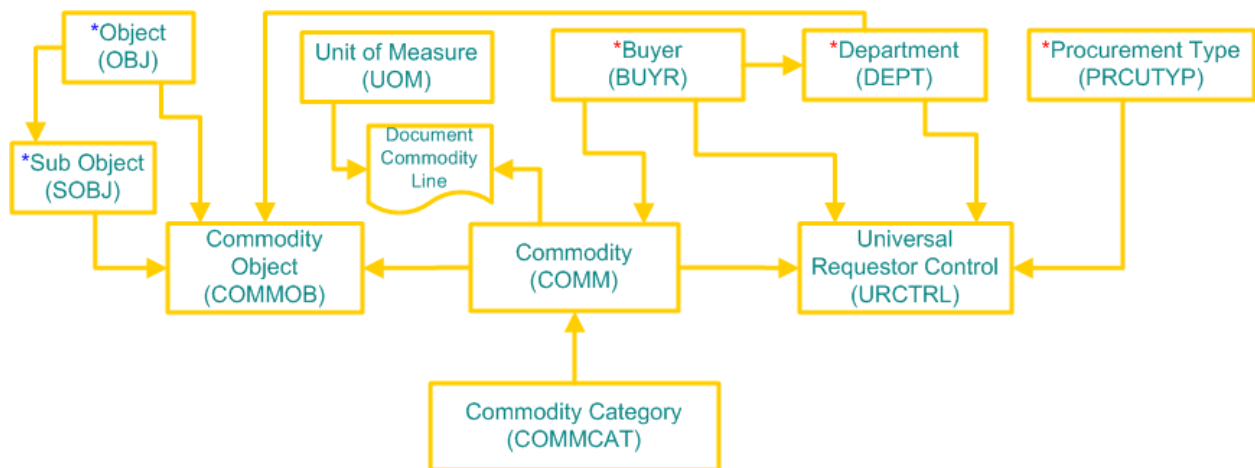 *Object
(OBJ)
Unit of Measure
(UOM)
*Buyer
(BUYR)
*Department
(DEPT)
*Procurement Type
(PRCUTYP)
*Sub Object
(SOBJ)
Document
Commodity
Line
Commodity
Object
(COMMOB)
Commodity
(COMM)
Universal
Requestor Control
(URCTRL)
Commodity Category
(COMMCAT)